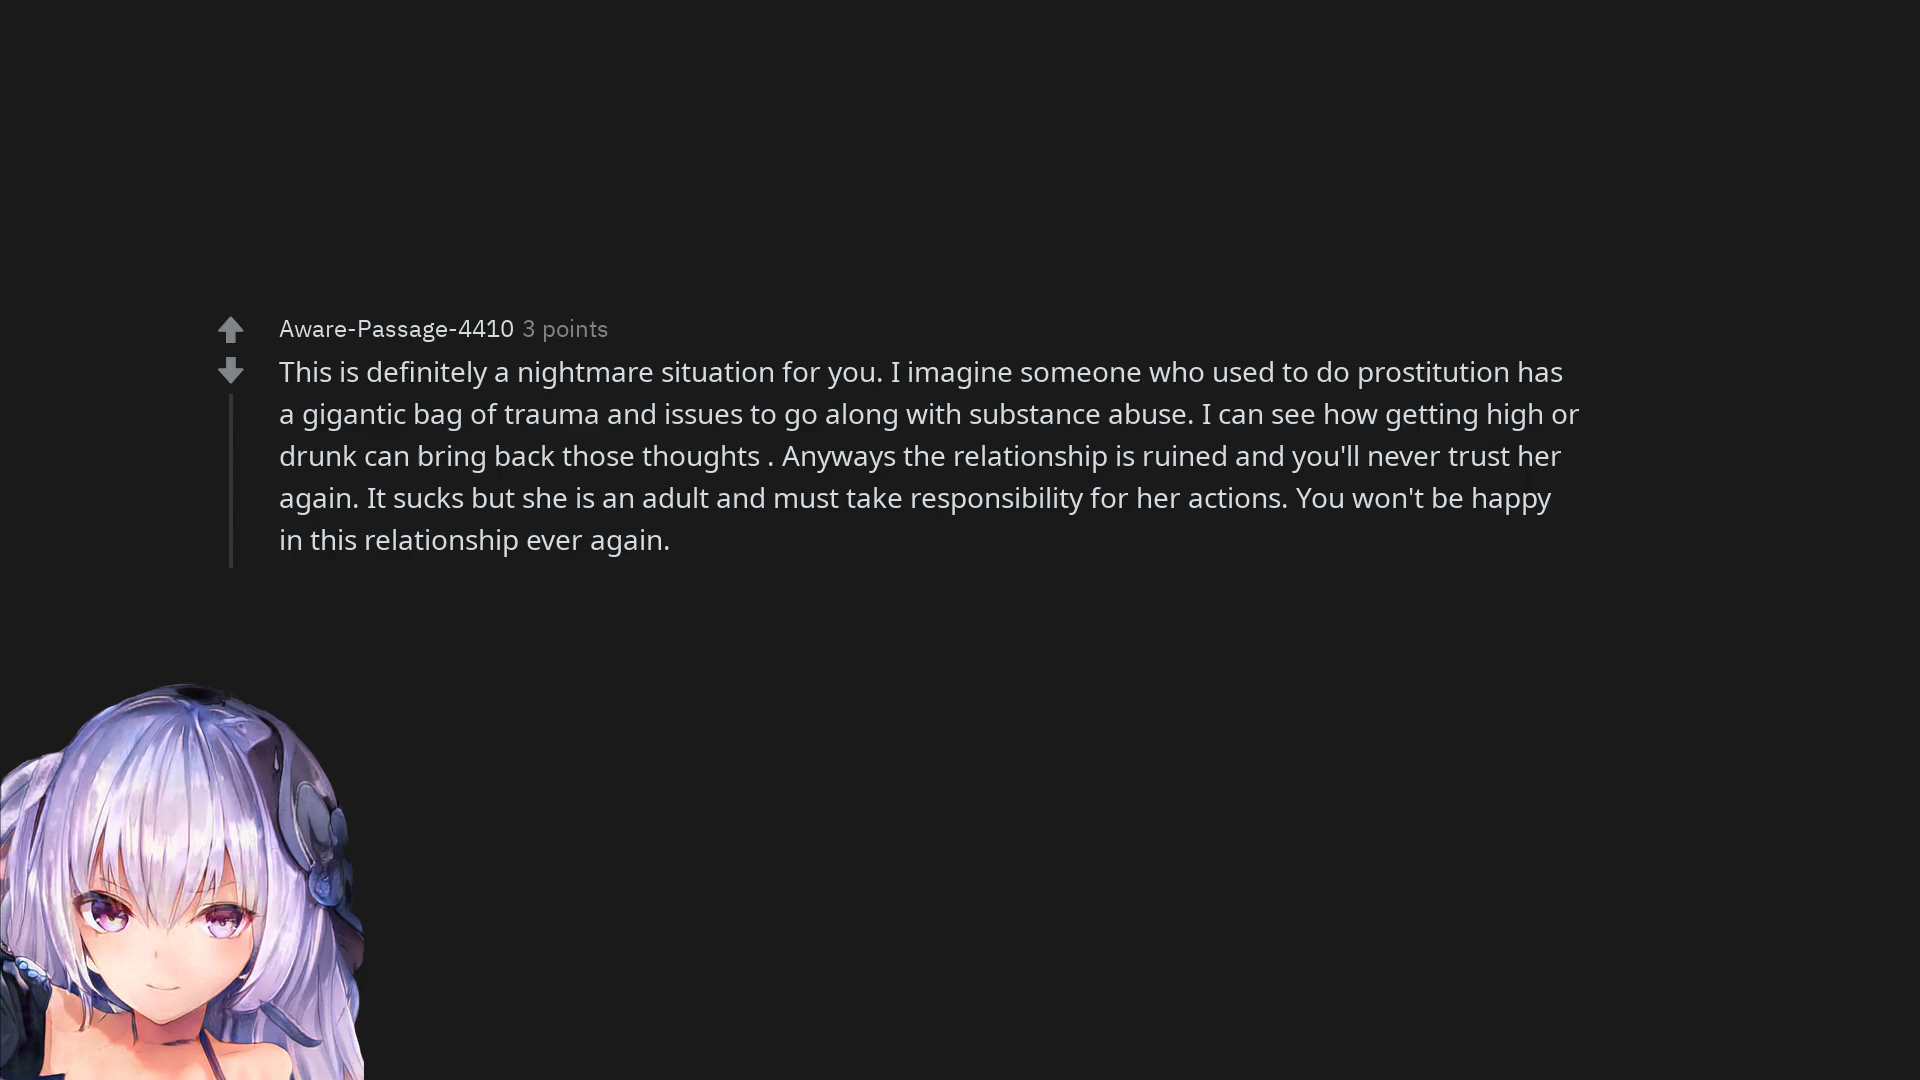 Aware-Passage-4410 3 points
This is definitely a nightmare situation for you. I imagine someone who used to do prostitution has
a gigantic bag of trauma and issues to go along with substance abuse. I can see how getting high or
drunk can bring back those thoughts . Anyways the relationship is ruined and you'll never trust her
again. It sucks but she is an adult and must take responsibility for her actions. You won't be happy
in this relationship ever again.